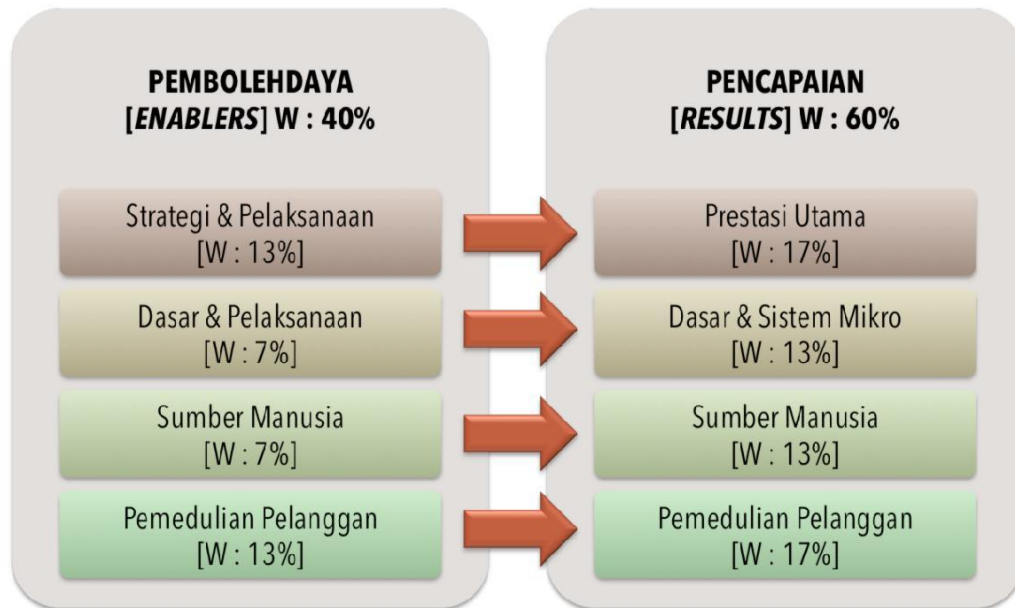 PEMBOLEHDAYA
[ENABLERS] W : 40%
Strategi & Pelaksanaan
[W : 13%]
Dasar & Pelaksanaan
[W : 7%]
Sumber Manusia
[W : 7%]
Pemedulian Pelanggan
[W : 13%]
PENCAPAIAN
[RESULTS] W : 60%
Prestasi Utama
[W : 17%]
Dasar & Sistem Mikro
[W : 13%]
Sumber Manusia
[W : 13%]
Pemedulian Pelanggan
[W : 17%]